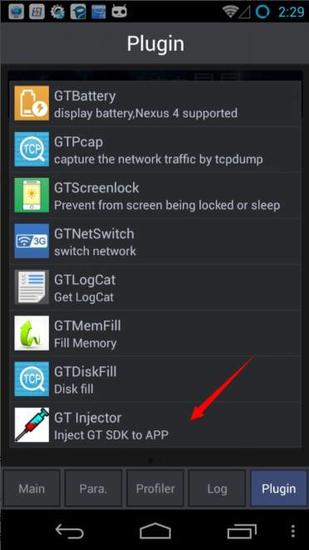 2:29
Plugin
GTBattery
display battery,Nexus 4 supported
GTPcap
capture the network traffic by tcpdump
GTScreenlock
Prevent from screen being locked or sleep
3G
GTNetSwitch
switch network
GTLogCat
Get LogCat
GTMemFill
Fill Memory
GTDiskFill
Disk fill
GT Injector
Inject GT SDK to APP
TCP
TCP
Main
Para.
Profiler
Log
Plugin